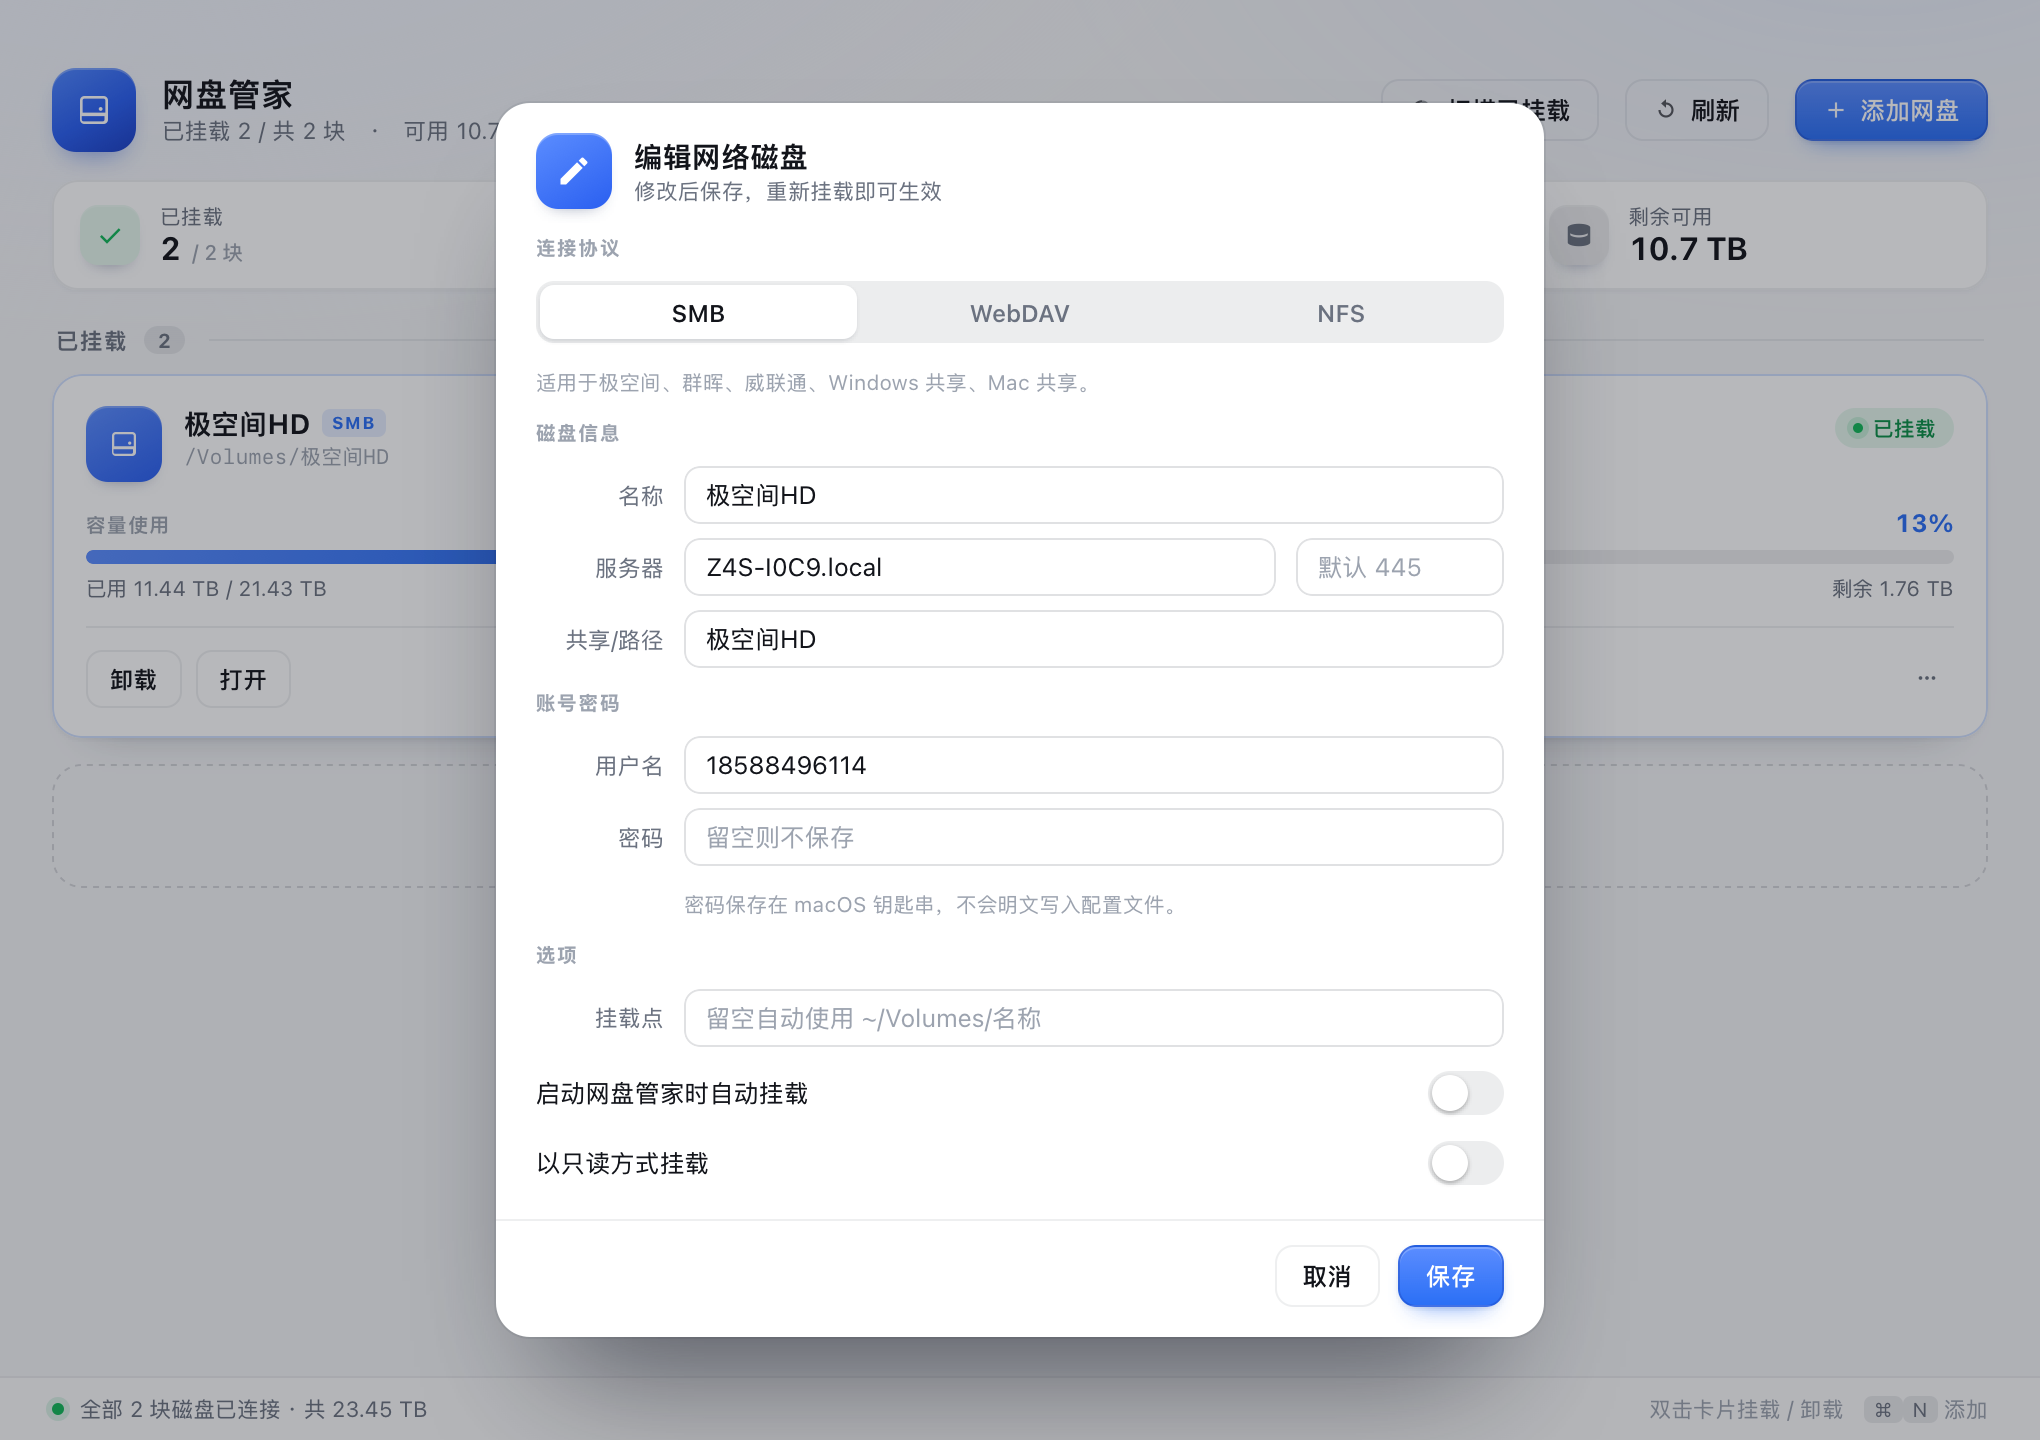 网盘管家
已挂载 2 / 共 2 块 · 可用 10.7
刷新
添加网盘
已挂载
2 / 2 块
剩余可用
10.7 TB
已挂载 2
极空间HD SMB
/Volumes/极空间HD
容量使用
已用 11.44 TB / 21.43 TB
卸载 打开
已挂载
13%
剩余 1.76 TB
编辑网络磁盘
修改后保存，重新挂载即可生效
连接协议
SMB WebDAV NFS
适用于极空间、群晖、威联通、Windows 共享、Mac 共享。
磁盘信息
名称 极空间HD
服务器 Z4S-I0C9.local 默认 445
共享/路径 极空间HD
账号密码
用户名 18588496114
密码 留空则不保存
密码保存在 macOS 钥匙串，不会明文写入配置文件。
选项
挂载点 留空自动使用 ~/Volumes/名称
启动网盘管家时自动挂载
以只读方式挂载
取消 保存
全部 2 块磁盘已连接 · 共 23.45 TB
双击卡片挂载 / 卸载 ⌘ N 添加